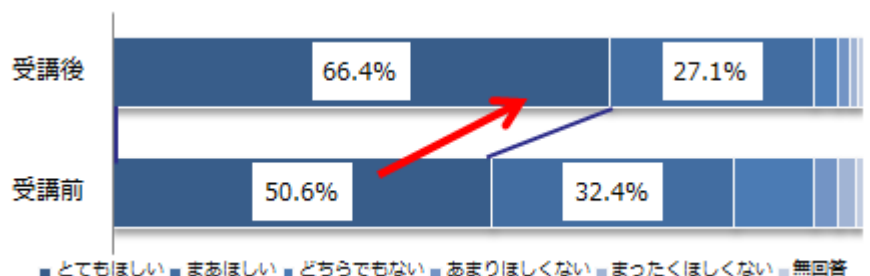 受講後 66.4% 27.1%
受講前 50.6% 32.4%
■とてもほしい ■まあほしい ■どちらでもない ■あまりほしくない ■まったくほしくない ■無回答